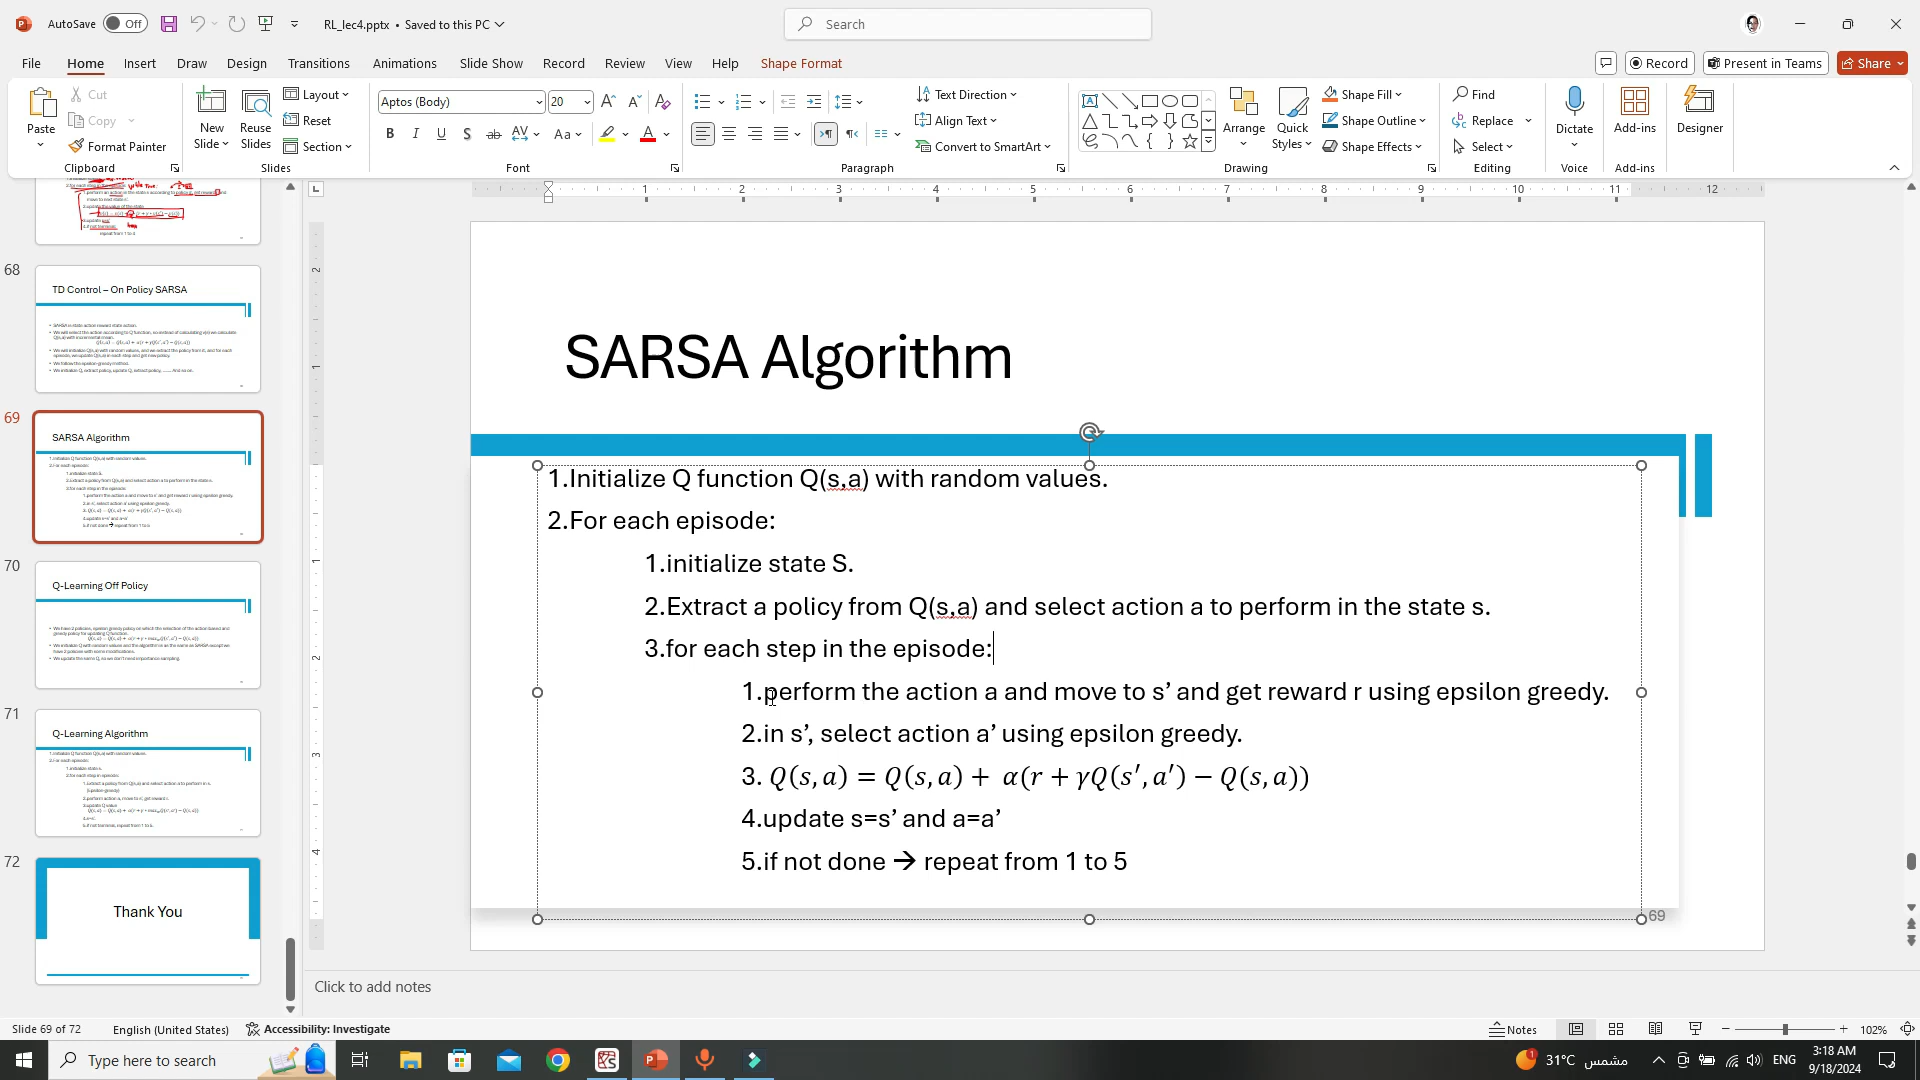 AutoSave Off RL_lec4.pptx • Saved to this PC Search
File Home Insert Draw Design Transitions Animations Slide Show Record Review View Help Shape Format Record Present in Teams Share
Paste Cut Copy Format Painter Clipboard
New Slide Reuse Slides Layout Reset Section Slides
Aptos (Body) 20 Font
Paragraph Text Direction Align Text Convert to SmartArt
Arrange Quick Styles Shape Fill Shape Outline Shape Effects Drawing
Find Replace Select Editing
Dictate Voice
Add-ins Add-ins
Designer
68
TD Control – On Policy SARSA
69
SARSA Algorithm
70
Q-Learning Off Policy
71
Q-Learning Algorithm
72
Thank You
SARSA Algorithm
1.Initialize Q function Q(s,a) with random values.
2.For each episode:
1.initialize state S.
2.Extract a policy from Q(s,a) and select action a to perform in the state s.
3.for each step in the episode:
1.perform the action a and move to s’ and get reward r using epsilon greedy.
2.in s’, select action a’ using epsilon greedy.
3. Q(s, a) = Q(s, a) + α(r + γQ(s′, a′) − Q(s, a))
4.update s=s’ and a=a’
5.if not done → repeat from 1 to 5
69
Click to add notes
Slide 69 of 72 English (United States) Accessibility: Investigate Notes 102%
Type here to search 31°C مشمس ENG 3:18 AM
9/18/2024